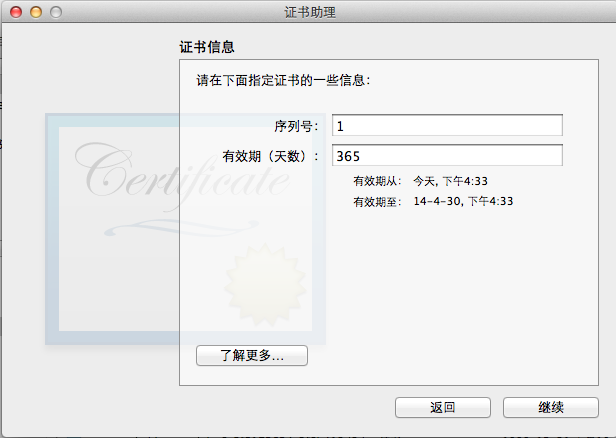 证书助理
证书信息
请在下面指定证书的一些信息：
序列号： 1
有效期（天数）： 365
有效期从： 今天, 下午4:33
有效期至： 14-4-30, 下午4:33
Certificate
了解更多...
返回 继续